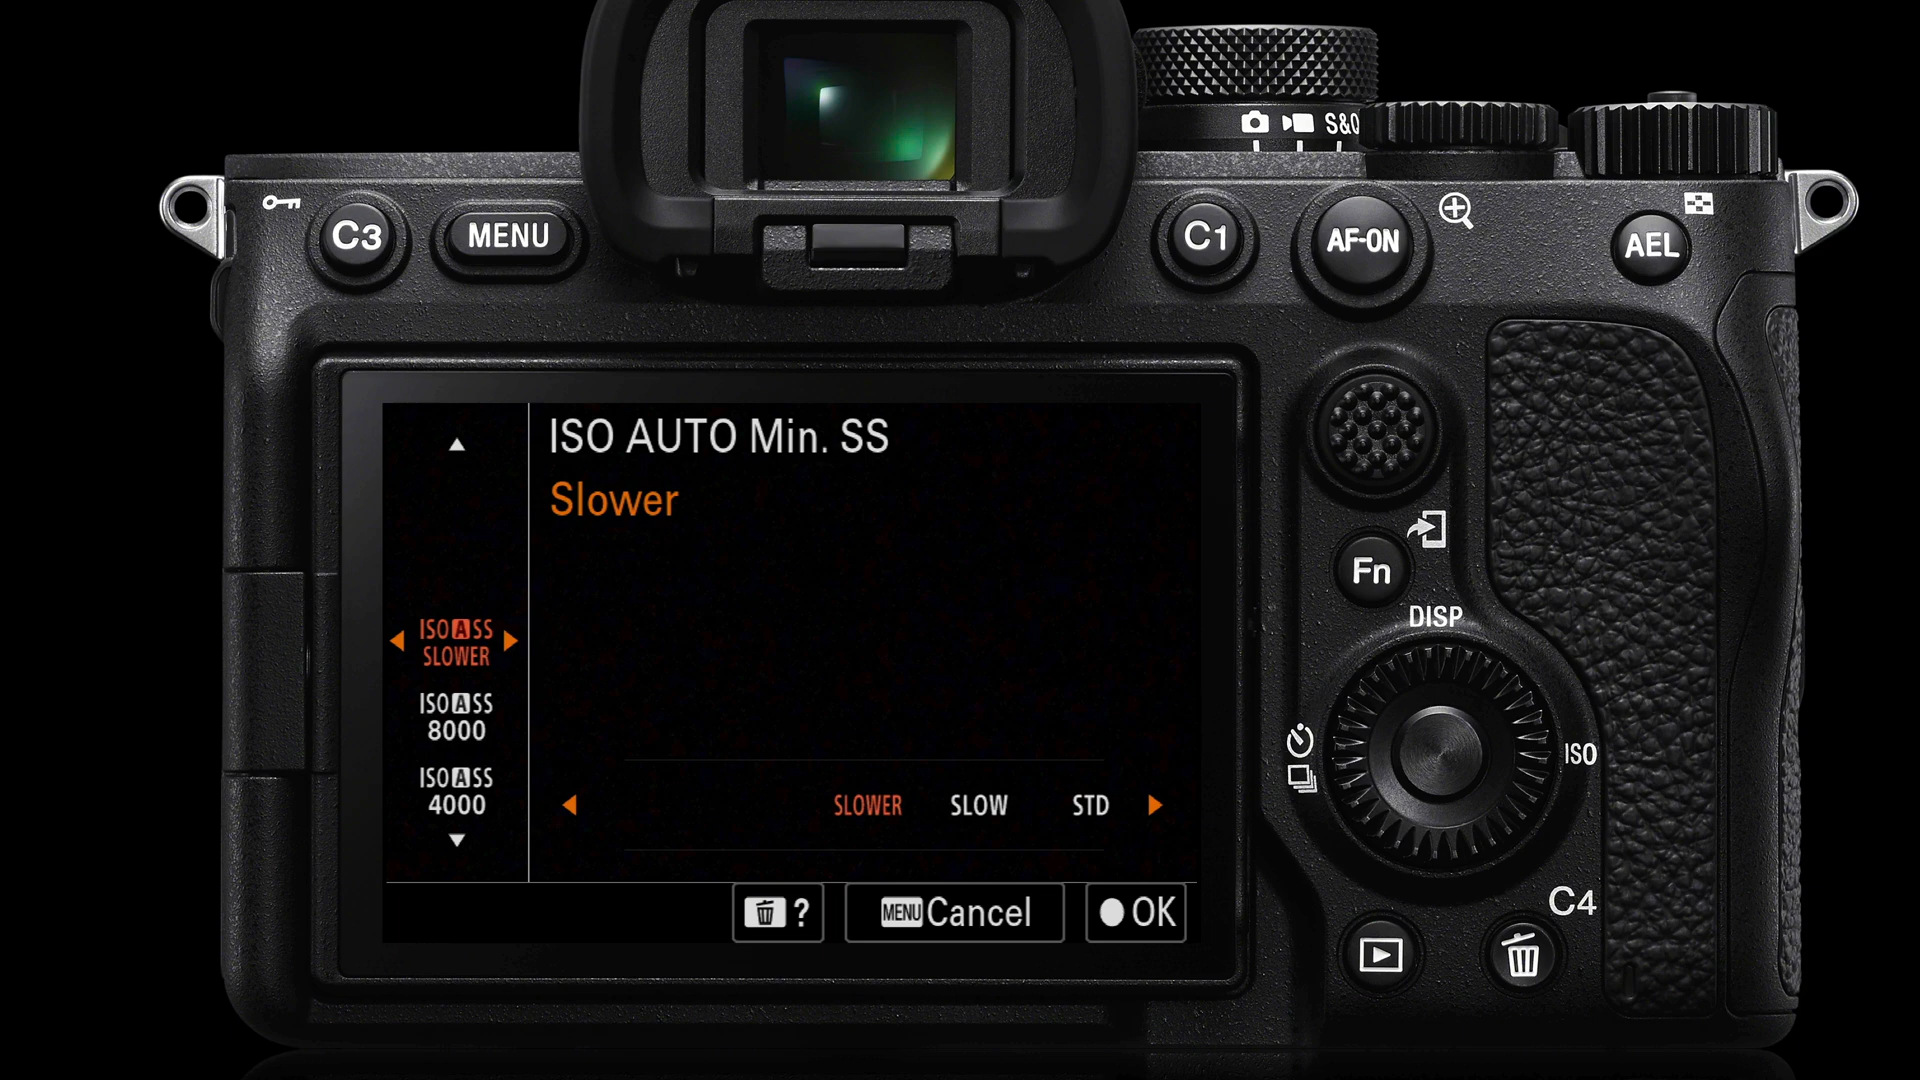 S&Q
C3
MENU
C1
AF-ON
AEL
ISO AUTO Min. SS
Slower
ISO A SS
SLOWER
ISO A SS
8000
ISO A SS
4000
SLOWER SLOW STD
?
MENU Cancel
OK
Fn
DISP
ISO
C4